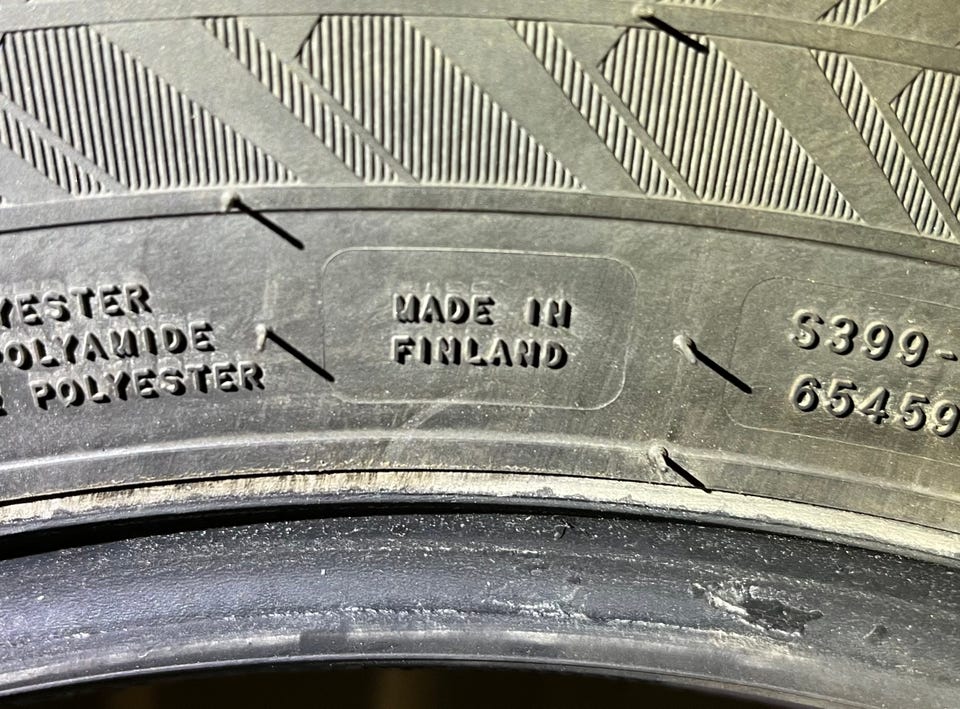 YESTER
POLYAMIDE
POLYESTER
MADE IN
FINLAND
S399-
65459